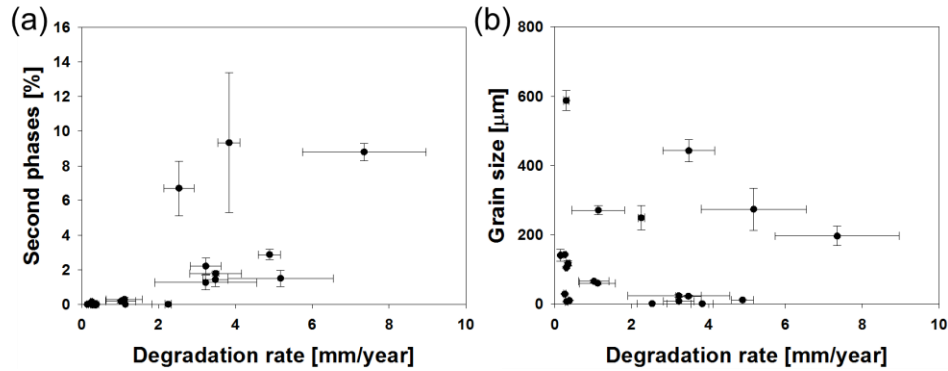 (a)
16
14
12
10
8
6
4
2
0
Second phases [%]
0 2 4 6 8 10
Degradation rate [mm/year]
(b)
800
600
400
200
0
Grain size [μm]
0 2 4 6 8 10
Degradation rate [mm/year]